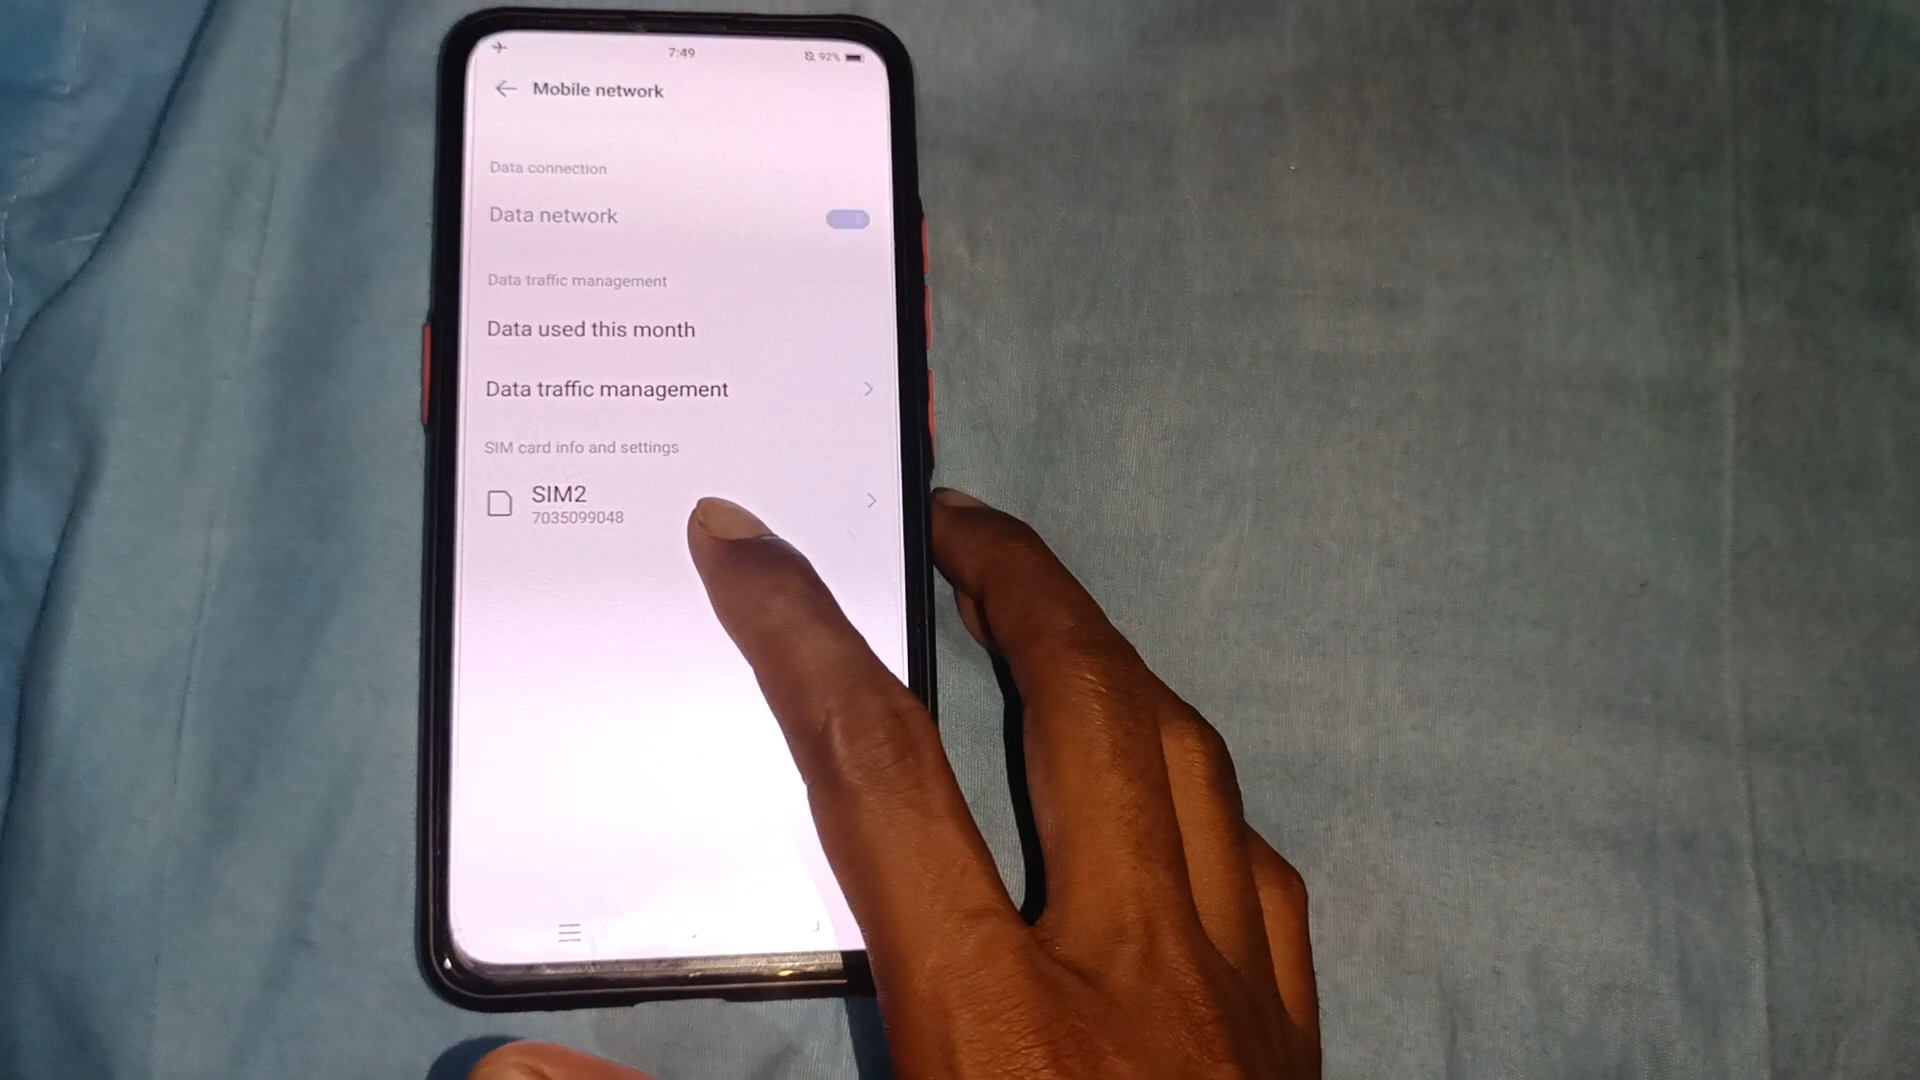 7:49
92%
Mobile network
Data connection
Data network
Data traffic management
Data used this month
Data traffic management
SIM card info and settings
SIM2
7035099048